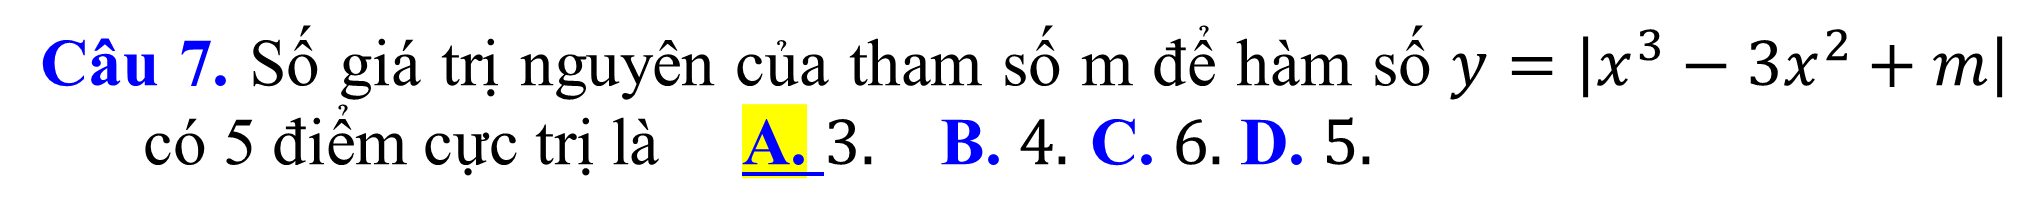 Câu 7. Số giá trị nguyên của tham số m để hàm số y = |x³ − 3x² + m|
có 5 điểm cực trị là A. 3. B. 4. C. 6. D. 5.